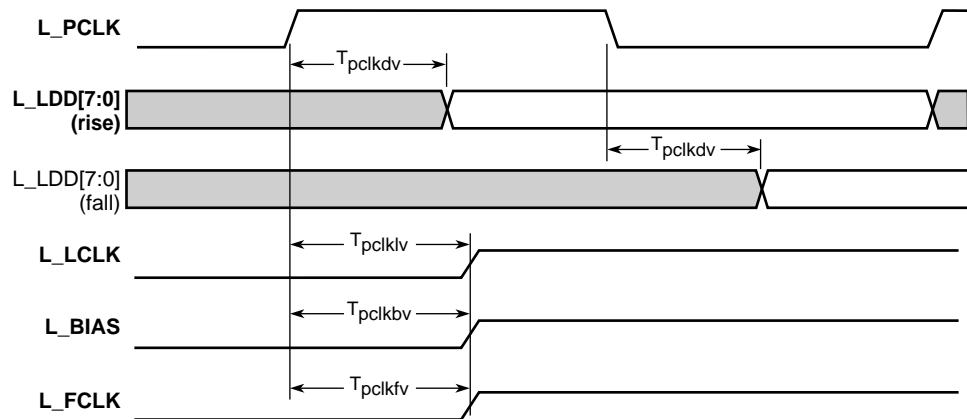 L_PCLK
Tpclkdv
L_LDD[7:0]
(rise)
Tpclkdv
L_LDD[7:0]
(fall)
Tpclklv
L_LCLK
Tpclkbv
L_BIAS
Tpclkfv
L_FCLK